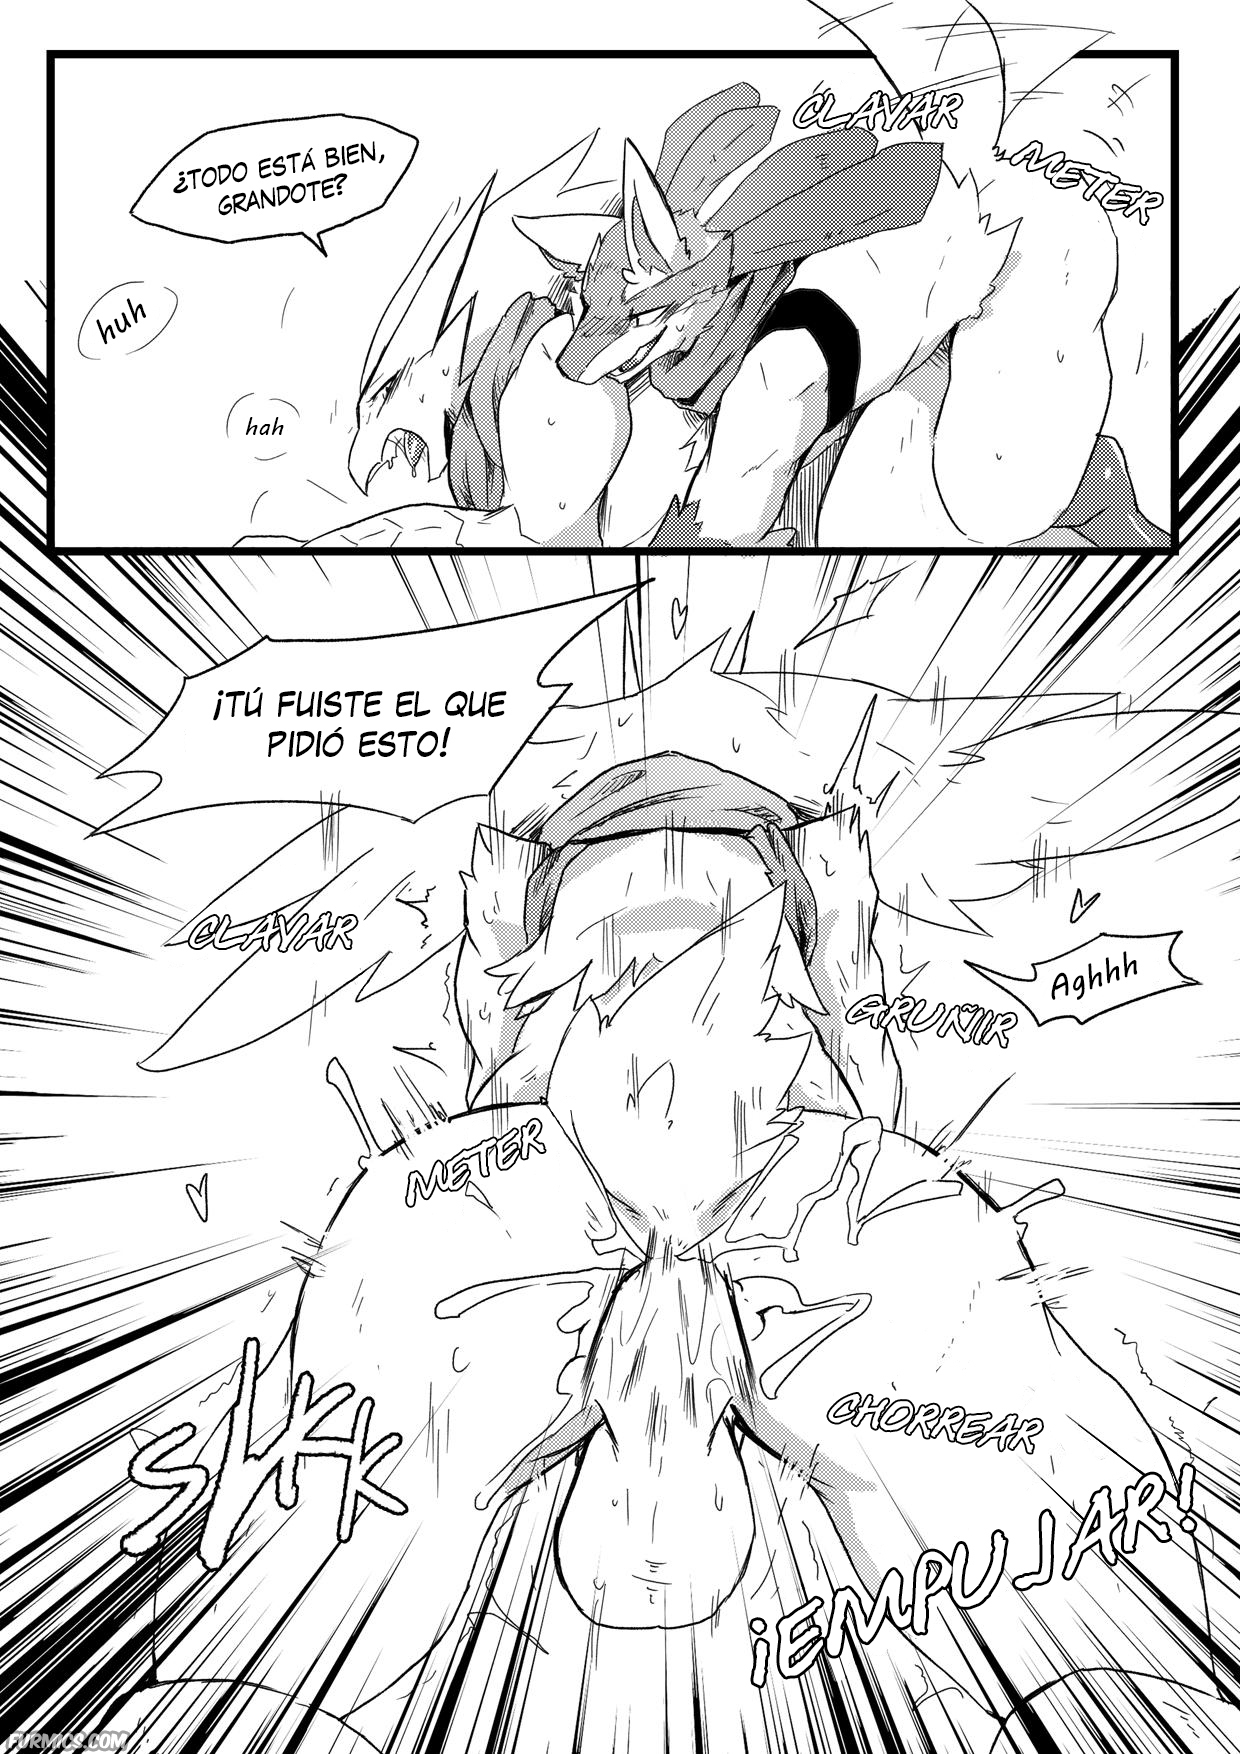 CLAVAR
METER
¿TODO ESTÁ BIEN,
GRANDOTE?
huh
hah
¡TÚ FUISTE EL QUE
PIDIÓ ESTO!
CLAVAR
Aghhh
GRUÑIR
METER
SHKK
CHORREAR
¡EMPUJAR!
FURMICS.COM